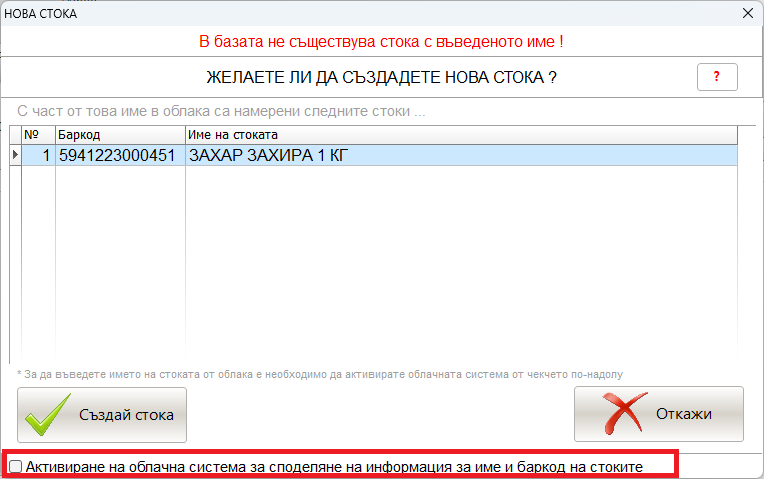 НОВА СТОКА
В базата не съществува стока с въведеното име !
ЖЕЛАЕТЕ ЛИ ДА СЪЗДАДЕТЕ НОВА СТОКА ?
?
С част от това име в облака са намерени следните стоки ...
№ Баркод Име на стоката
1 5941223000451 ЗАХАР ЗАХИРА 1 КГ
* За да въведете името на стоката от облака е необходимо да активирате облачната система от чекчето по-надолу
Създай стока
Откажи
Активиране на облачна система за споделяне на информация за име и баркод на стоките